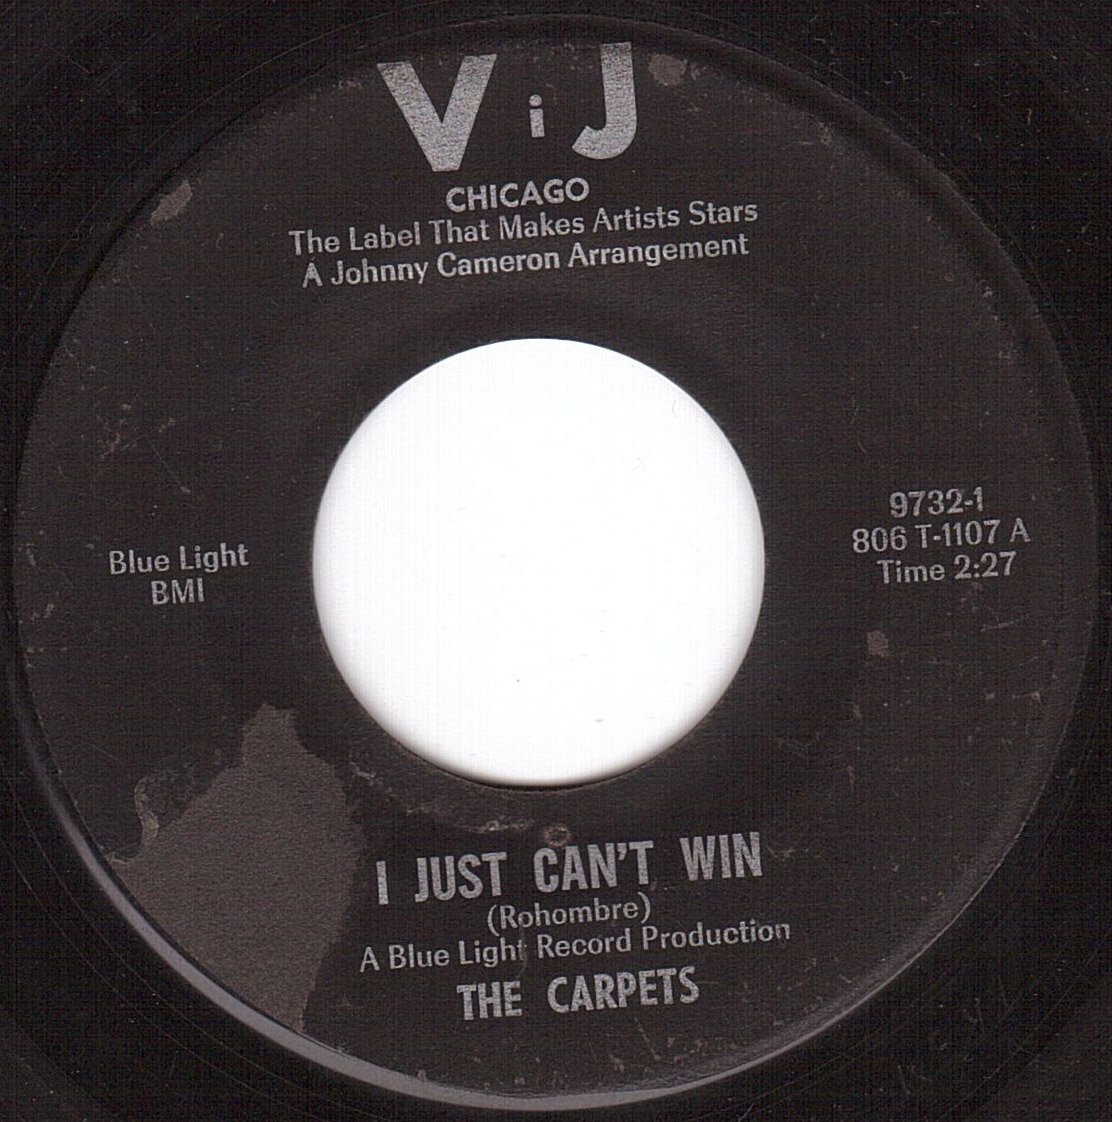 V i J
CHICAGO
The Label That Makes Artists Stars
A Johnny Cameron Arrangement
Blue Light
BMI
9732-1
806 T-1107 A
Time 2:27
I JUST CAN'T WIN
(Rohombre)
A Blue Light Record Production
THE CARPETS